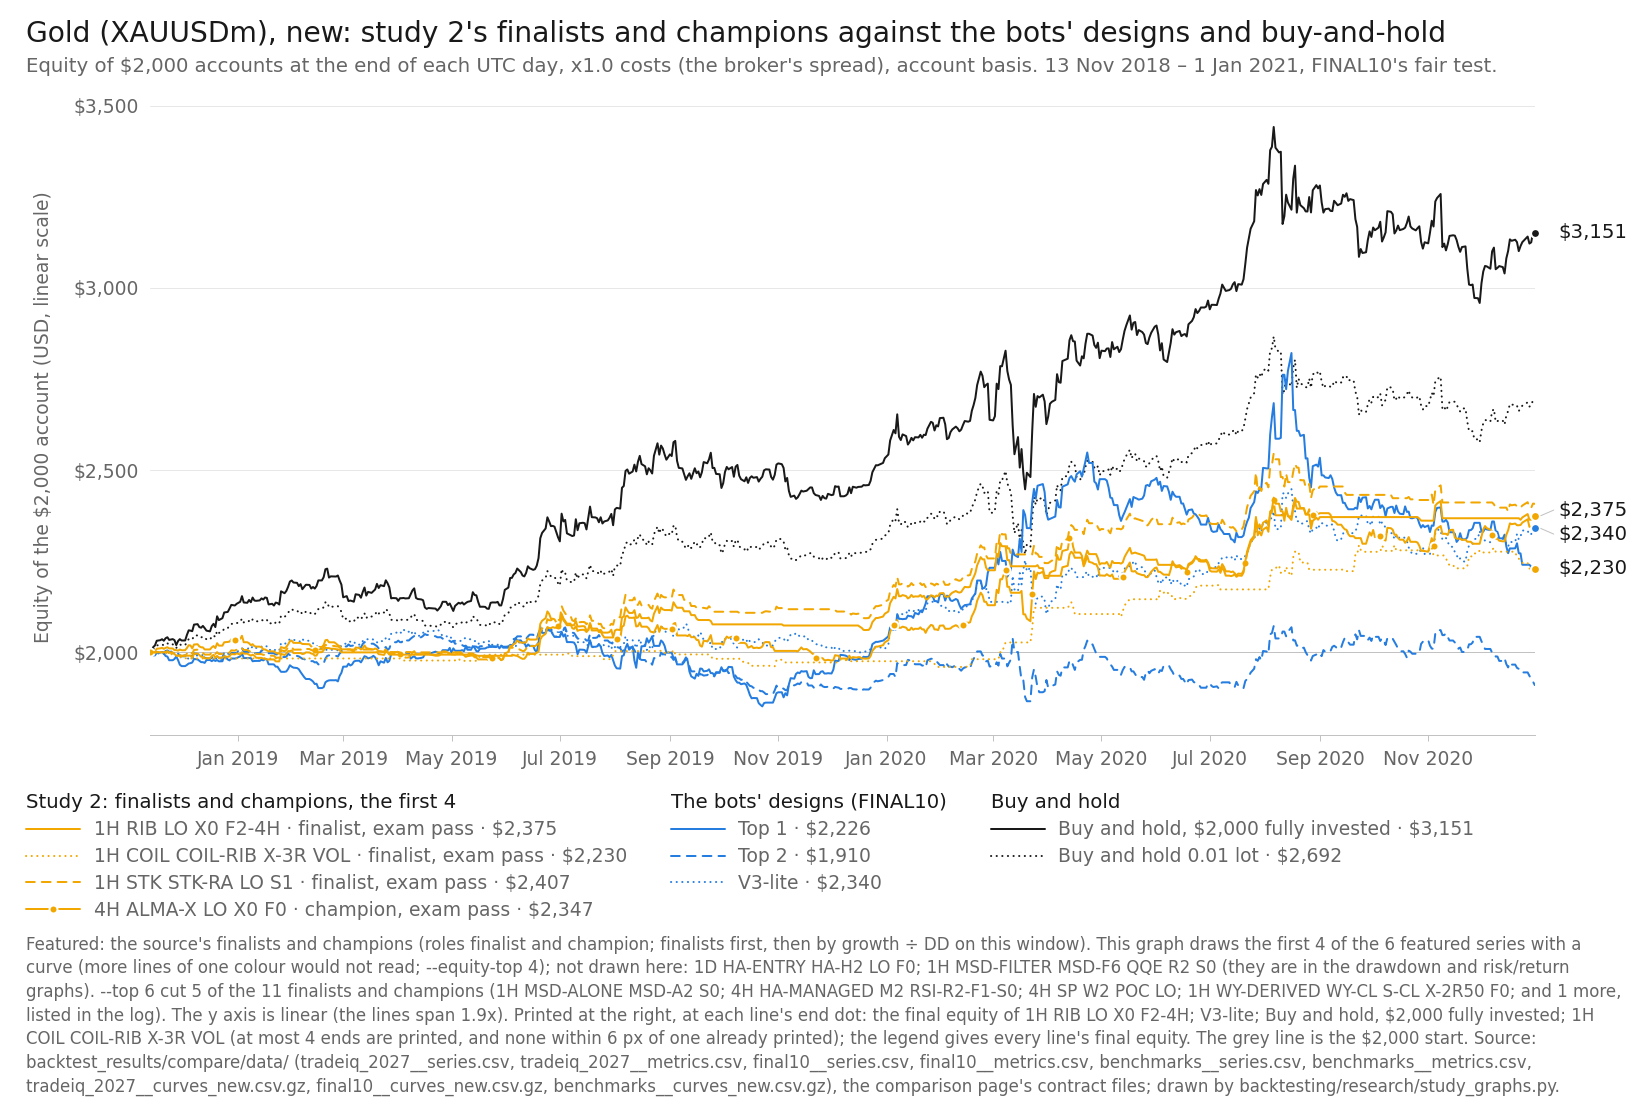 Gold (XAUUSDm), new: study 2's finalists and champions against the bots' designs and buy-and-hold
Equity of $2,000 accounts at the end of each UTC day, x1.0 costs (the broker's spread), account basis. 13 Nov 2018 – 1 Jan 2021, FINAL10's fair test.
Equity of the $2,000 account (USD, linear scale)
$3,500
$3,000
$2,500
$2,000
$3,151
$2,375
$2,340
$2,230
Jan 2019 Mar 2019 May 2019 Jul 2019 Sep 2019 Nov 2019 Jan 2020 Mar 2020 May 2020 Jul 2020 Sep 2020 Nov 2020
Study 2: finalists and champions, the first 4
1H RIB LO X0 F2-4H · finalist, exam pass · $2,375
1H COIL COIL-RIB X-3R VOL · finalist, exam pass · $2,230
1H STK STK-RA LO S1 · finalist, exam pass · $2,407
4H ALMA-X LO X0 F0 · champion, exam pass · $2,347
The bots' designs (FINAL10)
Top 1 · $2,226
Top 2 · $1,910
V3-lite · $2,340
Buy and hold
Buy and hold, $2,000 fully invested · $3,151
Buy and hold 0.01 lot · $2,692
Featured: the source's finalists and champions (roles finalist and champion; finalists first, then by growth ÷ DD on this window). This graph draws the first 4 of the 6 featured series with a
curve (more lines of one colour would not read; --equity-top 4); not drawn here: 1D HA-ENTRY HA-H2 LO F0; 1H MSD-FILTER MSD-F6 QQE R2 S0 (they are in the drawdown and risk/return
graphs). --top 6 cut 5 of the 11 finalists and champions (1H MSD-ALONE MSD-A2 S0; 4H HA-MANAGED M2 RSI-R2-F1-S0; 4H SP W2 POC LO; 1H WY-DERIVED WY-CL S-CL X-2R50 F0; and 1 more,
listed in the log). The y axis is linear (the lines span 1.9x). Printed at the right, at each line's end dot: the final equity of 1H RIB LO X0 F2-4H; V3-lite; Buy and hold, $2,000 fully invested; 1H
COIL COIL-RIB X-3R VOL (at most 4 ends are printed, and none within 6 px of one already printed); the legend gives every line's final equity. The grey line is the $2,000 start. Source:
backtest_results/compare/data/ (tradeiq_2027__series.csv, tradeiq_2027__metrics.csv, final10__series.csv, final10__metrics.csv, benchmarks__series.csv, benchmarks__metrics.csv,
tradeiq_2027__curves_new.csv.gz, final10__curves_new.csv.gz, benchmarks__curves_new.csv.gz), the comparison page's contract files; drawn by backtesting/research/study_graphs.py.